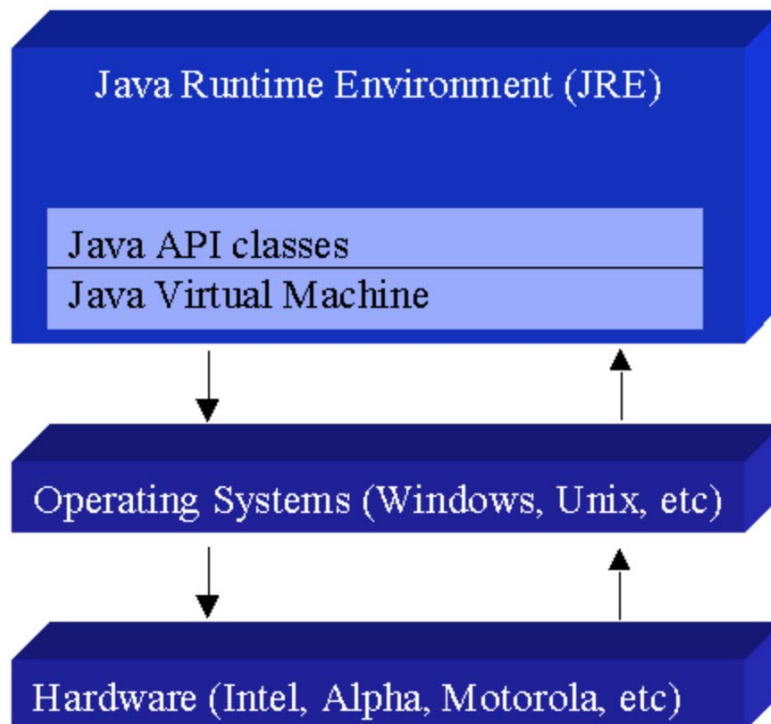 Java Runtime Environment (JRE)
Java API classes
Java Virtual Machine
Operating Systems (Windows, Unix, etc)
Hardware (Intel, Alpha, Motorola, etc)